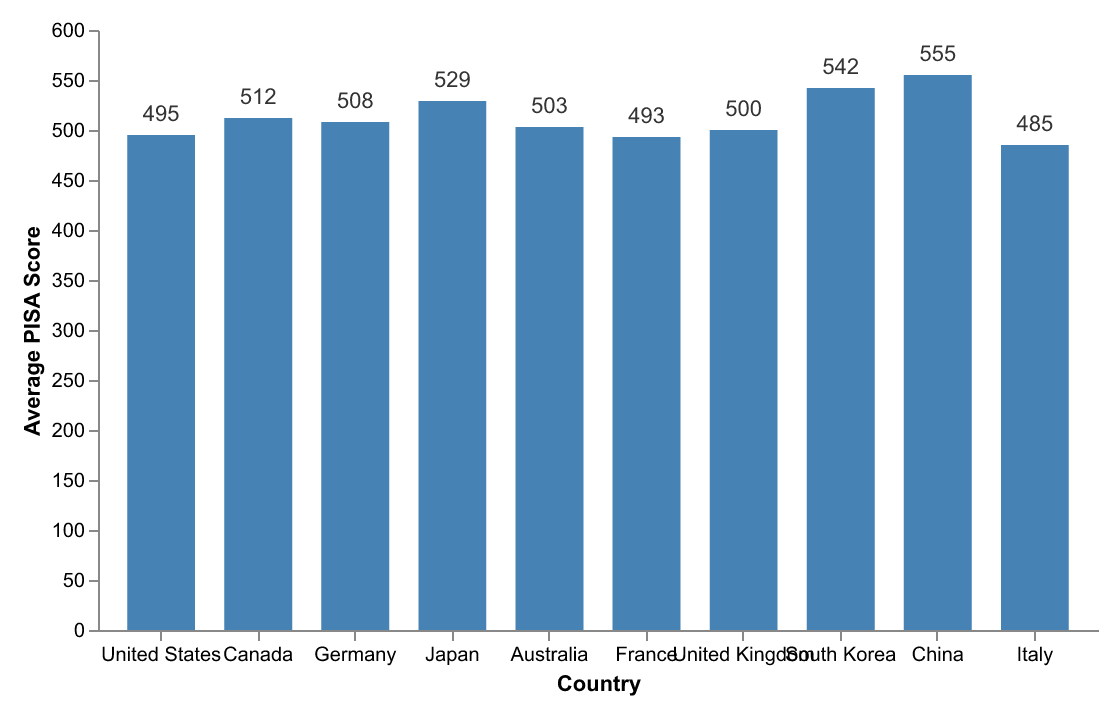 600
550
500
450
400
350
300
250
200
150
100
50
0
Average PISA Score
495
512
508
529
503
493
500
542
555
485
United States
Canada
Germany
Japan
Australia
France
United Kingdom
South Korea
China
Italy
Country